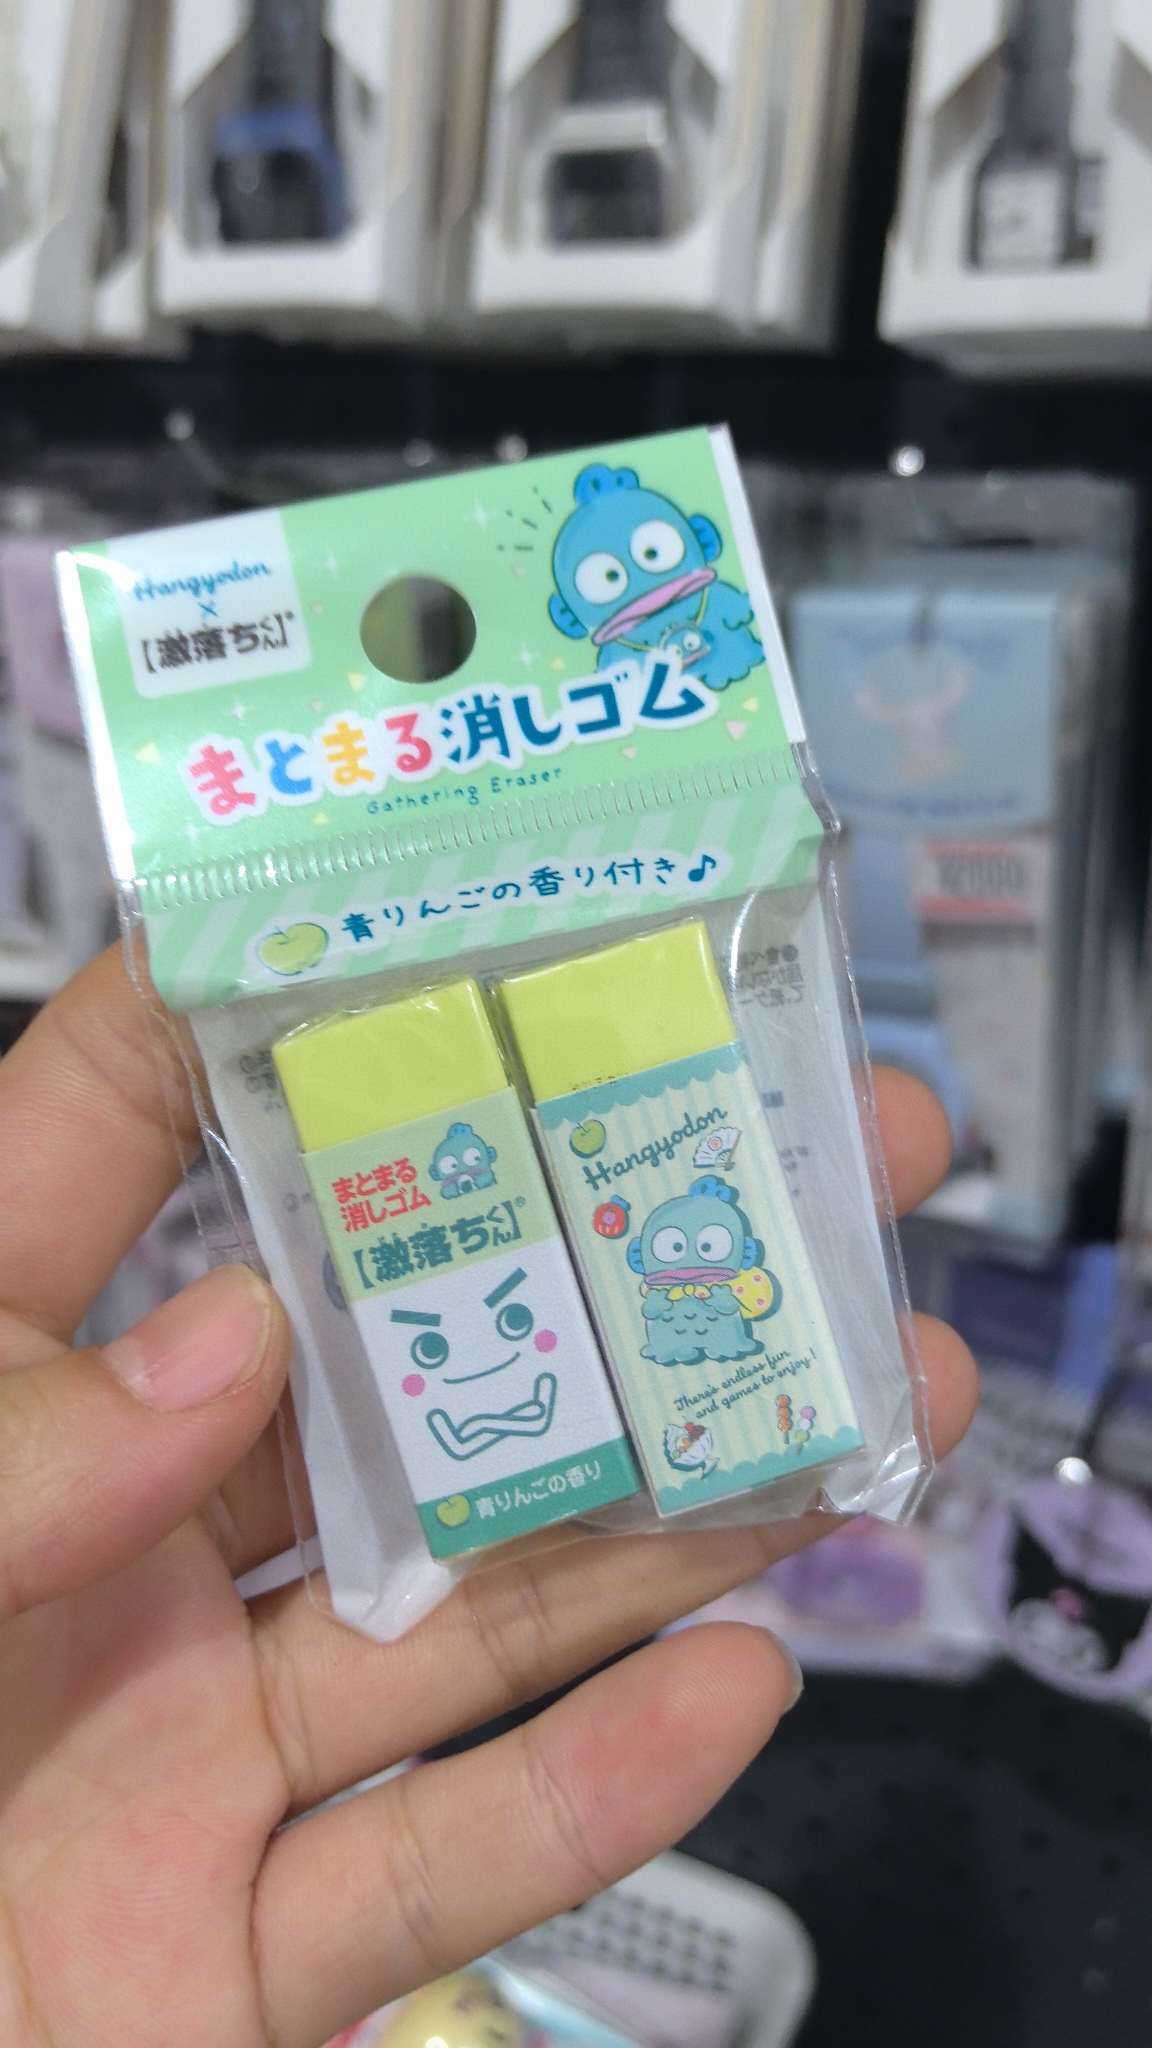 Hangyodon
×
【激落ちくん】®
まとまる消しゴム
Gathering Eraser
青りんごの香り付き♪
まとまる
消しゴム
【激落ちくん】®
青りんごの香り
Hangyodon
There's endless fun
and games to enjoy!